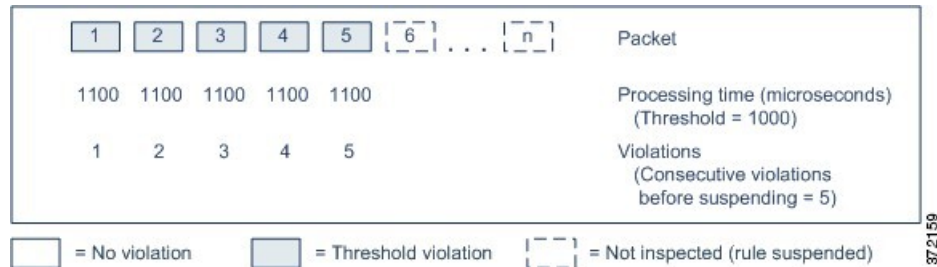 1 2 3 4 5 6 . . . n Packet
1100 1100 1100 1100 1100 Processing time (microseconds)
(Threshold = 1000)
1 2 3 4 5 Violations
(Consecutive violations
before suspending = 5)
= No violation = Threshold violation = Not inspected (rule suspended)
372159